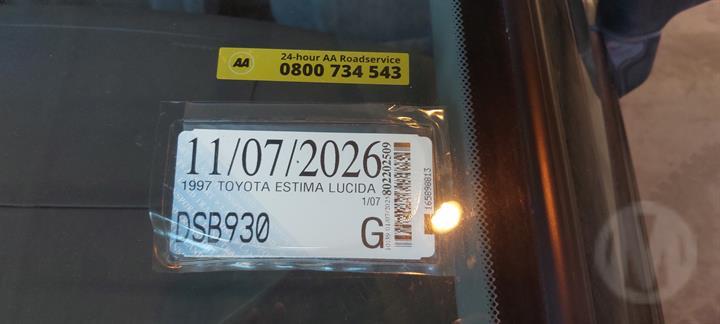 AA
24-hour AA Roadservice
0800 734 543
11/07/2026
1997 TOYOTA ESTIMA LUCIDA
1/07
DSB930
G
802202509
165898813